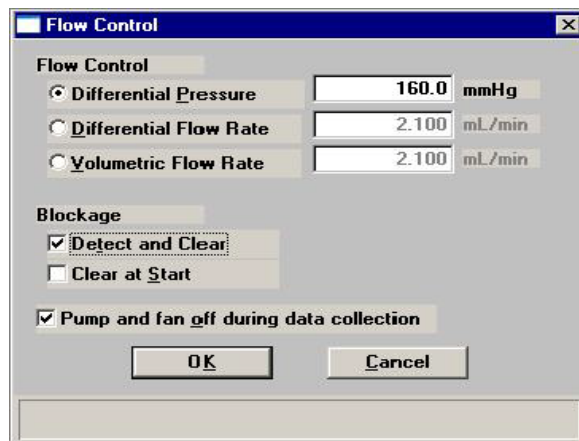 Flow Control
Flow Control
Differential Pressure 160.0 mmHg
Differential Flow Rate 2.100 mL/min
Volumetric Flow Rate 2.100 mL/min
Blockage
Detect and Clear
Clear at Start
Pump and fan off during data collection
OK Cancel